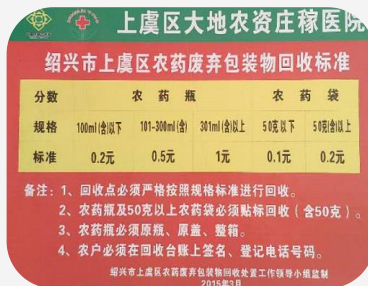 上虞区大地农资庄稼医院
绍兴市上虞区农药废弃包装物回收标准
分数 农药瓶 农药袋
规格 100ml(含)以下 101-300ml(含) 301ml(含)以上 50克以下 50克(含)以上
标准 0.2元 0.5元 1元 0.1元 0.2元
备注：1、回收点必须严格按照规格标准进行回收。
2、农药瓶及50克以上农药袋必须贴标回收（含50克）。
3、农药瓶必须原瓶、原盖、整箱。
4、农户必须在回收台账上签名、登记电话号码。
绍兴市上虞区农药废弃包装物回收处置工作领导小组监制
2015年3月